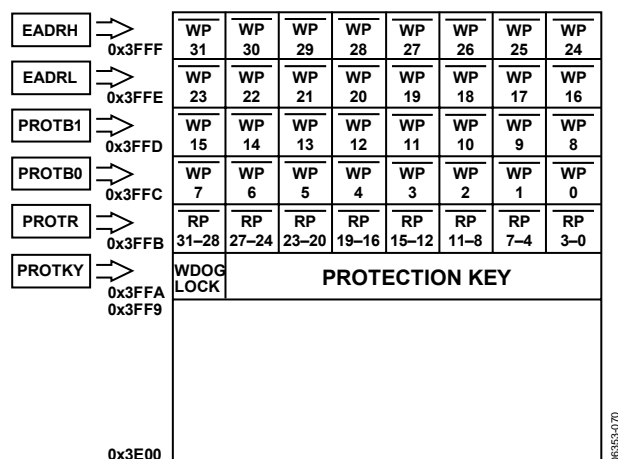 EADRH
0x3FFF
WP 31 WP 30 WP 29 WP 28 WP 27 WP 26 WP 25 WP 24
EADRL
0x3FFE
WP 23 WP 22 WP 21 WP 20 WP 19 WP 18 WP 17 WP 16
PROTB1
0x3FFD
WP 15 WP 14 WP 13 WP 12 WP 11 WP 10 WP 9 WP 8
PROTB0
0x3FFC
WP 7 WP 6 WP 5 WP 4 WP 3 WP 2 WP 1 WP 0
PROTR
0x3FFB
RP 31–28 RP 27–24 RP 23–20 RP 19–16 RP 15–12 RP 11–8 RP 7–4 RP 3–0
PROTKY
0x3FFA
WDOG LOCK
PROTECTION KEY
0x3FF9
0x3E00
06353-070